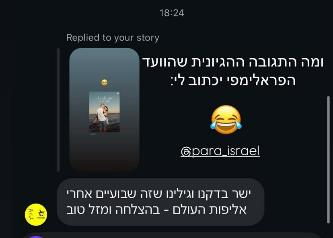 18:24
Replied to your story
ומה התגובה ההגיונית שהוועד
הפראלימפי יכתוב לי:
😂
@para_israel
ישר בדקנו וגילינו שזה שבועיים אחרי
אליפות העולם - בהצלחה ומזל טוב